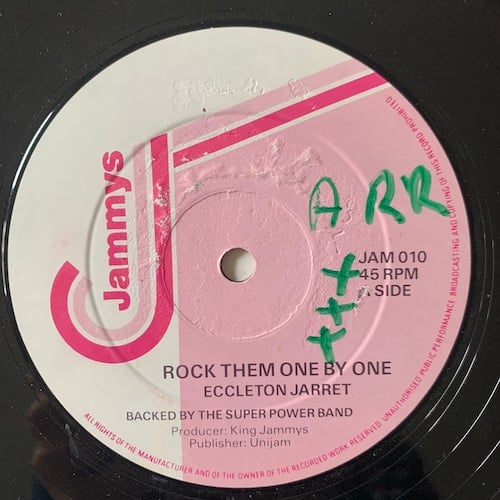 Jammys
A RR
+++
JAM 010
45 RPM
A SIDE
ROCK THEM ONE BY ONE
ECCLETON JARRET
BACKED BY THE SUPER POWER BAND
Producer: King Jammys
Publisher: Unijam
ALL RIGHTS OF THE MANUFACTURER AND OF THE OWNER OF THE RECORDED WORK RESERVED UNAUTHORISED PUBLIC PERFORMANCE BROADCASTING AND COPYING OF THIS RECORD PROHIBITED